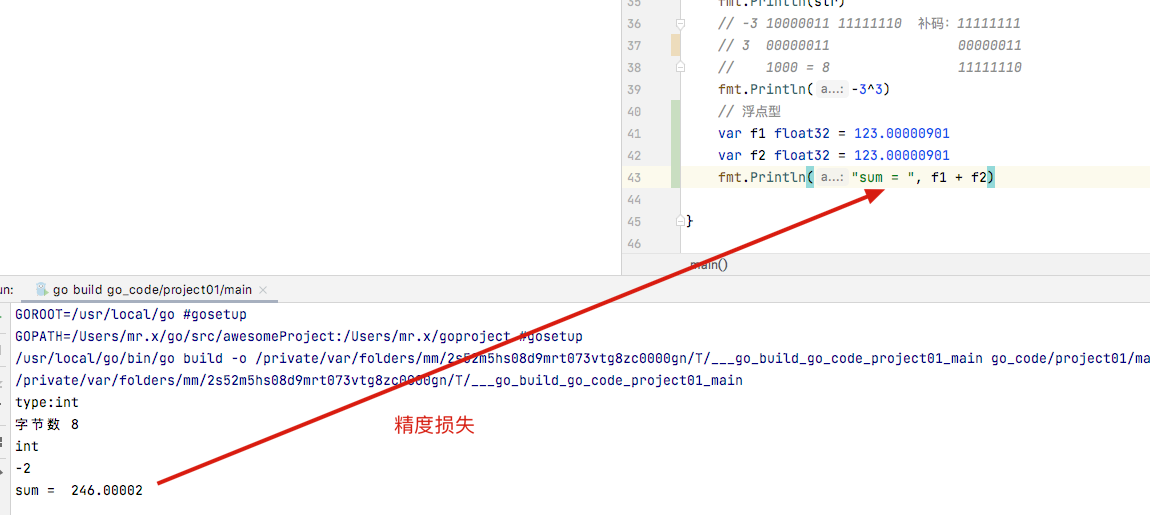 35 fmt.Println(str)
36 // -3 10000011 11111110 补码：11111111
37 // 3 00000011 00000011
38 // 1000 = 8 11111110
39 fmt.Println( a...: -3^3)
40 // 浮点型
41 var f1 float32 = 123.00000901
42 var f2 float32 = 123.00000901
43 fmt.Println( a...: "sum = ", f1 + f2)
44
45 }
46
main()
un: go build go_code/project01/main
GOROOT=/usr/local/go #gosetup
GOPATH=/Users/mr.x/go/src/awesomeProject:/Users/mr.x/goproject #gosetup
/usr/local/go/bin/go build -o /private/var/folders/mm/2s52m5hs08d9mrt073vtg8zc0000gn/T/___go_build_go_code_project01_main go_code/project01/ma
/private/var/folders/mm/2s52m5hs08d9mrt073vtg8zc0000gn/T/___go_build_go_code_project01_main
type:int
精度损失
字节数 8
int
-2
sum =  246.00002